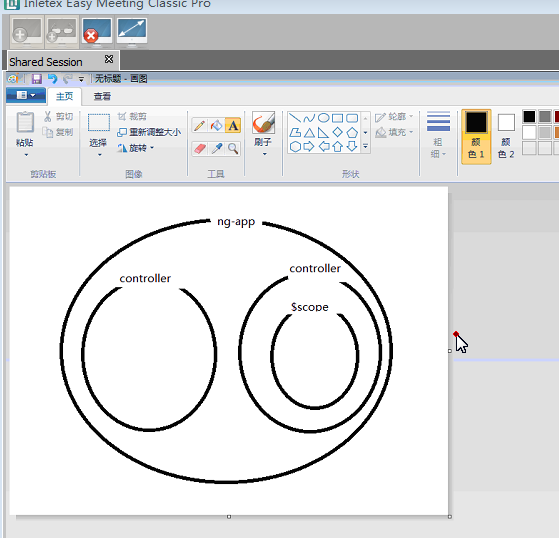 Inletex Easy Meeting Classic Pro
Shared Session
无标题 - 画图
主页 查看
粘贴
剪切
复制
剪贴板
选择
裁剪
重新调整大小
旋转
图像
A
工具
刷子
轮廓
填充
形状
粗
细
颜
色 1
颜
色 2
ng-app
controller
controller
$scope